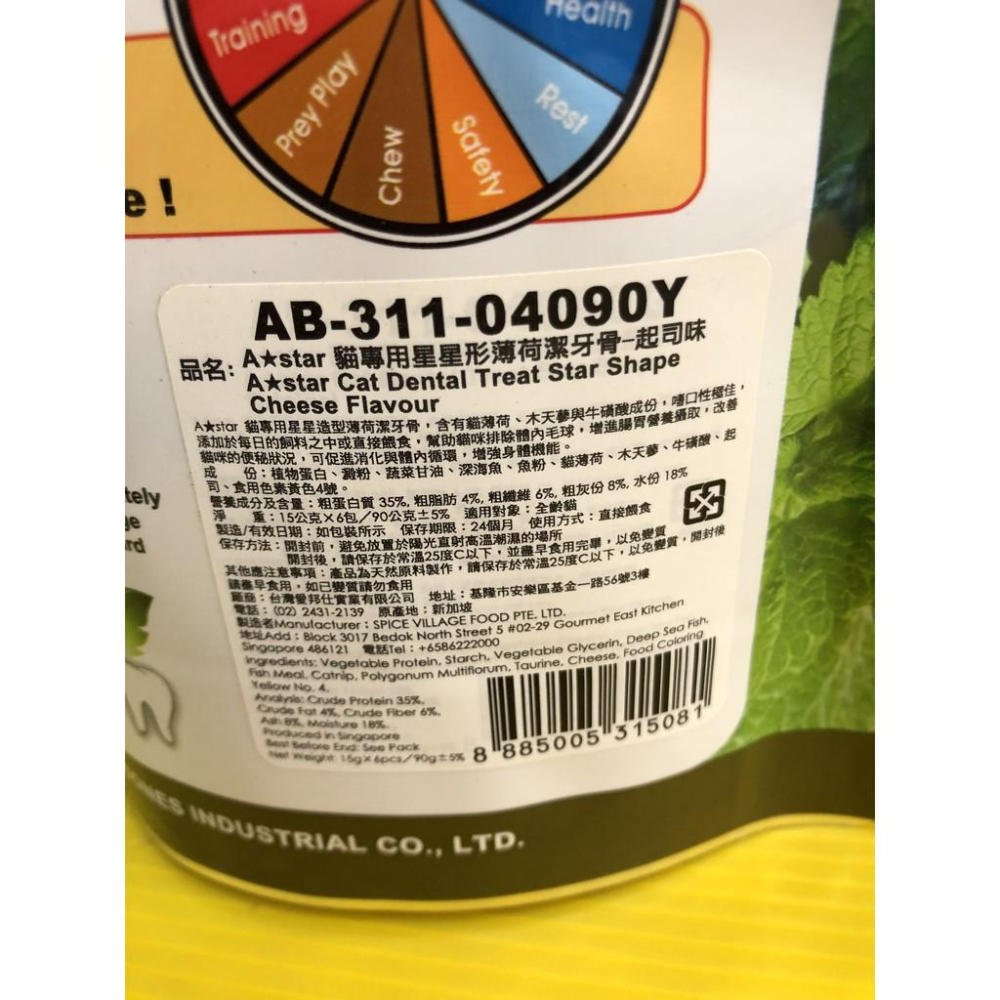 Training
Prey Play
Chew
Safety
Rest
Health
e !
AB-311-04090Y
品名: A★star 貓專用星星形薄荷潔牙骨-起司味
A★star Cat Dental Treat Star Shape
Cheese Flavour
A★star 貓專用星星造型薄荷潔牙骨，含有貓薄荷、木天蓼與牛磺酸成份，嗜口性極佳，
添加於每日的飼料之中或直接餵食，幫助貓咪排除體內毛球，增進腸胃營養攝取，改善
貓咪的便秘狀況，可促進消化與體內循環，增強身體機能。
成　　份：植物蛋白、澱粉、蔬菜甘油、深海魚、魚粉、貓薄荷、木天蓼、牛磺酸、起
司、食用色素黃色4號。
營養成分及含量：粗蛋白質 35%, 粗脂肪 4%, 粗纖維 6%, 粗灰份 8%, 水份 18%
淨　　重：15公克×6包／90公克±5%　適用對象：全齡貓
製造/有效日期：如包裝所示　保存期限：24個月　使用方式：直接餵食
保存方法：開封前，避免放置於陽光直射高溫潮濕的場所
開封後，請保存於常溫25度C以下，並盡早食用完畢，以免變質
其他應注意事項：產品為天然原料製作，請保存於常溫25度C以下，以免變質，開封後
請盡早食用，如已變質請勿食用
廠商：台灣愛邦仕實業有限公司　地址：基隆市安樂區基金一路56號3樓
電話：(02) 2431-2139　原產地：新加坡
製造者Manufacturer：SPICE VILLAGE FOOD PTE. LTD.
地址Add：Block 3017 Bedok North Street 5 #02-29 Gourmet East Kitchen
Singapore 486121　電話Tel：+6586222000
Ingredients: Vegetable Protein, Starch, Vegetable Glycerin, Deep Sea Fish,
Fish Meal, Catnip, Polygonum Multiflorum, Taurine, Cheese, Food Coloring
Yellow No. 4.
Analysis: Crude Protein 35%,
Crude Fat 4%, Crude Fiber 6%,
Ash 8%, Moisture 18%.
Produced in Singapore
Best Before End: See Pack
Net Weight: 15g×6pcs/90g±5%
8 885005 315081
INDUSTRIAL CO., LTD.